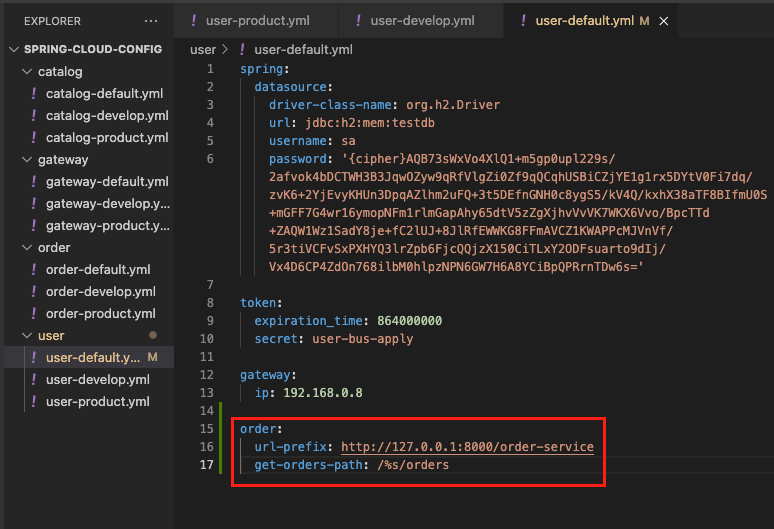 EXPLORER ...
SPRING-CLOUD-CONFIG
catalog
! catalog-default.yml
! catalog-develop.yml
! catalog-product.yml
gateway
! gateway-default.yml
! gateway-develop.y...
! gateway-product.y...
order
! order-default.yml
! order-develop.yml
! order-product.yml
user
! user-default.y... M
! user-develop.yml
! user-product.yml
! user-product.yml ! user-develop.yml ! user-default.yml M ×
user > ! user-default.yml
1 spring:
2 datasource:
3 driver-class-name: org.h2.Driver
4 url: jdbc:h2:mem:testdb
5 username: sa
6 password: '{cipher}AQB73sWxVo4XlQ1+m5gp0upl229s/
2afvok4bDCTWH3B3JqwOZyw9qRfVlgZi0Zf9qQCqhUSBiCZjYE1g1rx5DYtV0Fi7dq/
zvK6+2YjEvyKHUn3DpqAZlhm2uFQ+3t5DEfnGNH0c8ygS5/kV4Q/kxhX38aTF8BIfmU0S
+mGFF7G4wr16ymopNFm1rlmGapAhy65dtV5zZgXjhvVvVK7WKX6Vvo/BpcTTd
+ZAQW1Wz1SadY8je+fC2lUJ+8JlRfEWWKG8FFmAVCZ1KWAPPcMJVnVf/
5r3tiVCFvSxPXHYQ3lrZpb6FjcQQjzX150CiTLxY2ODFsuarto9dIj/
Vx4D6CP4ZdOn768ilbM0hlpzNPN6GW7H6A8YCiBpQPRrnTDw6s='
7
8 token:
9 expiration_time: 864000000
10 secret: user-bus-apply
11
12 gateway:
13 ip: 192.168.0.8
14
15 order:
16 url-prefix: http://127.0.0.1:8000/order-service
17 get-orders-path: /%s/orders